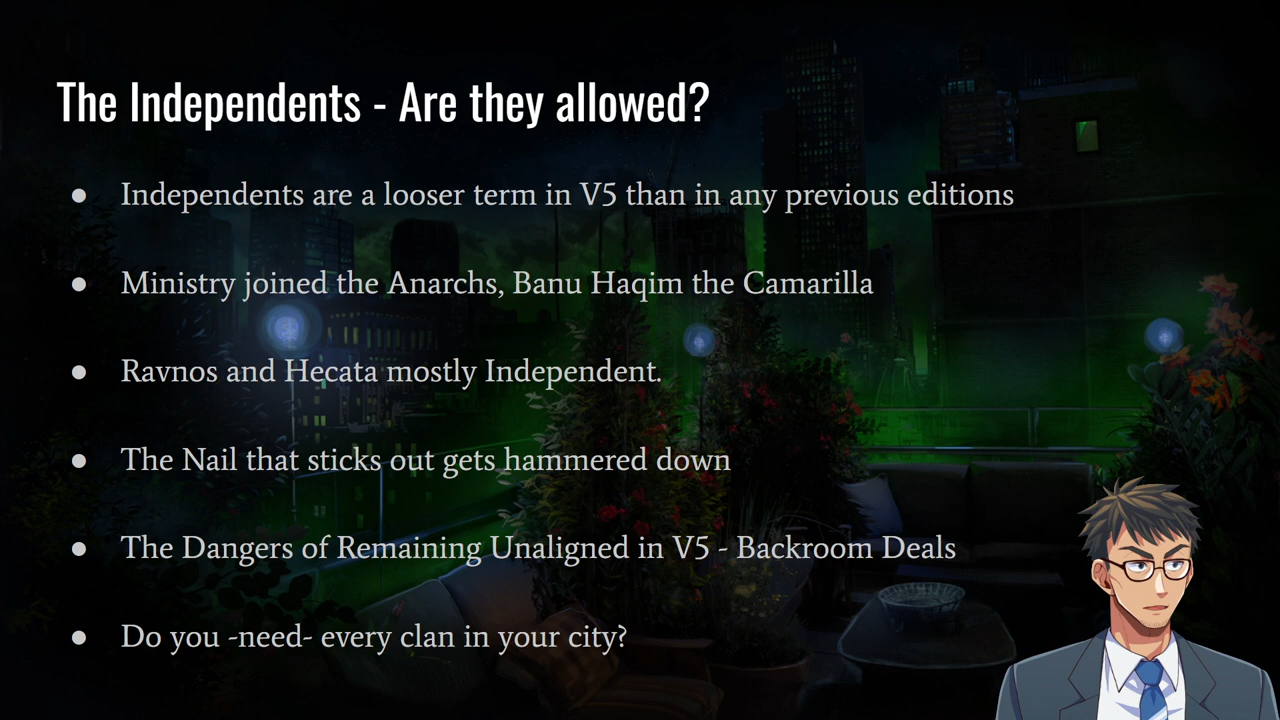 The Independents - Are they allowed?
● Independents are a looser term in V5 than in any previous editions
● Ministry joined the Anarchs, Banu Haqim the Camarilla
● Ravnos and Hecata mostly Independent.
● The Nail that sticks out gets hammered down
● The Dangers of Remaining Unaligned in V5 - Backroom Deals
● Do you -need- every clan in your city?